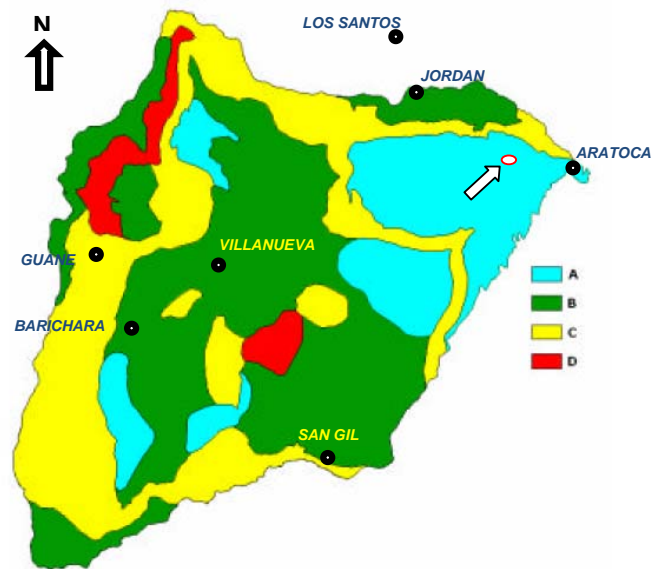 N
LOS SANTOS
JORDAN
ARATOCA
VILLANUEVA
GUANE
BARICHARA
SAN GIL
A
B
C
D